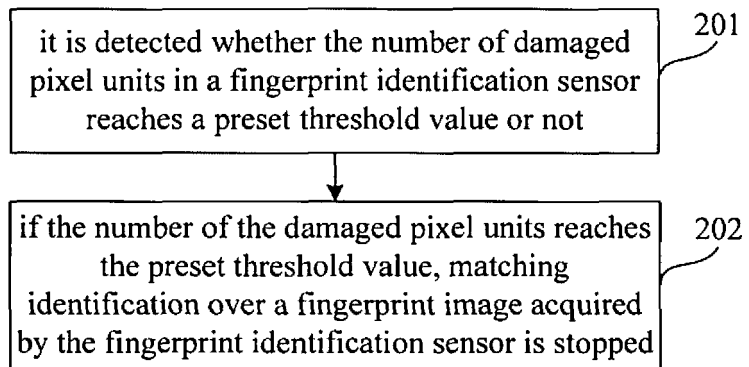 it is detected whether the number of damaged
pixel units in a fingerprint identification sensor
reaches a preset threshold value or not
201
if the number of the damaged pixel units reaches
the preset threshold value, matching
identification over a fingerprint image acquired
by the fingerprint identification sensor is stopped
202